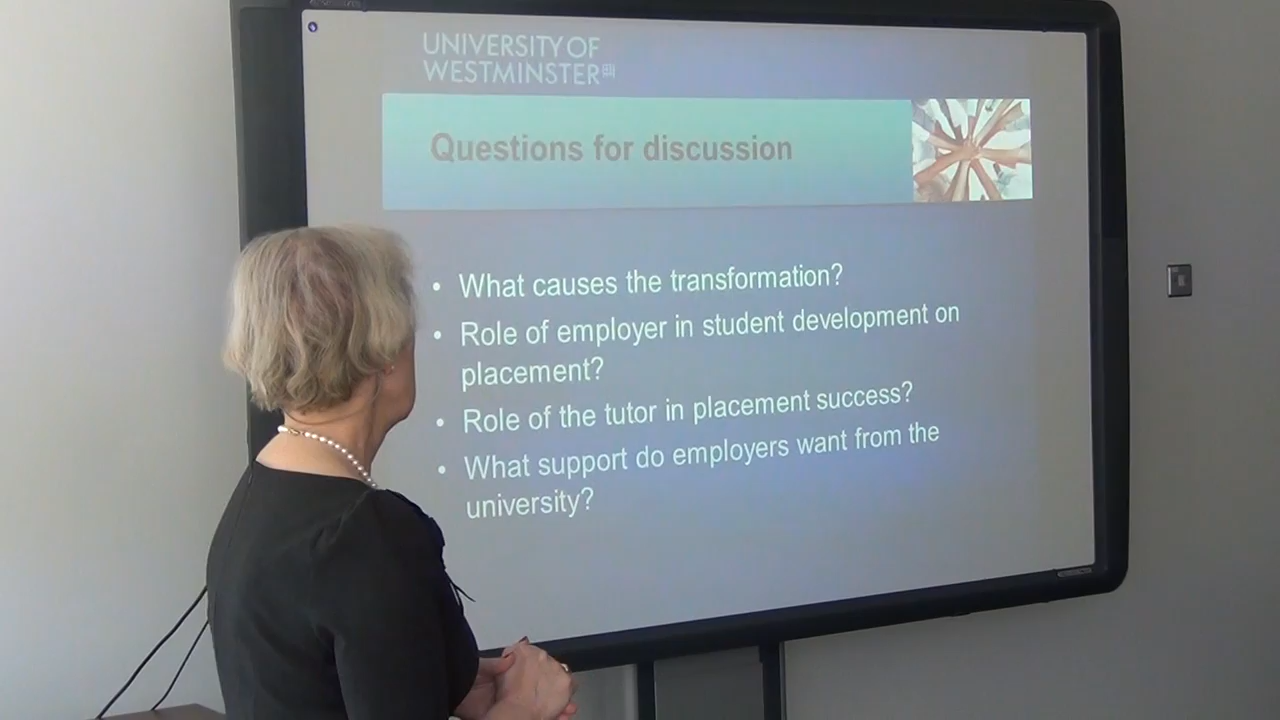 UNIVERSITY OF
WESTMINSTER
Questions for discussion
• What causes the transformation?
• Role of employer in student development on
placement?
• Role of the tutor in placement success?
• What support do employers want from the
university?